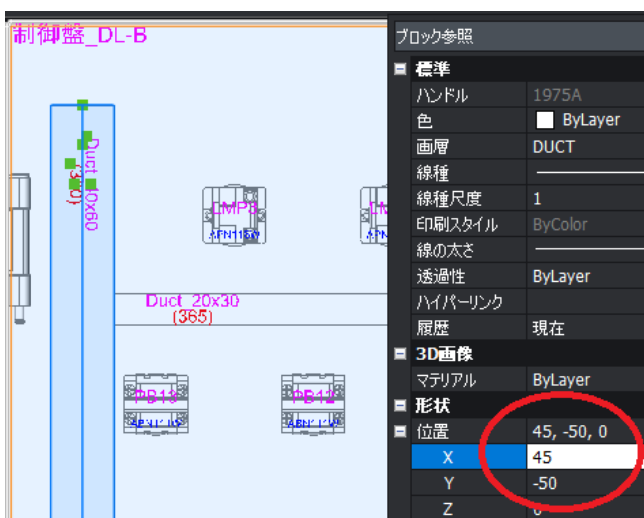 制御盤_DL-B
Duct_20x30
(365)
LMP3
APN116W
PB13
PB12
ブロック参照
標準
ハンドル 1975A
色 ByLayer
画層 DUCT
線種
線種尺度 1
印刷スタイル ByColor
線の太さ
透過性 ByLayer
ハイパーリンク
履歴 現在
3D画像
マテリアル ByLayer
形状
位置 45, -50, 0
X 45
Y -50
Z 0